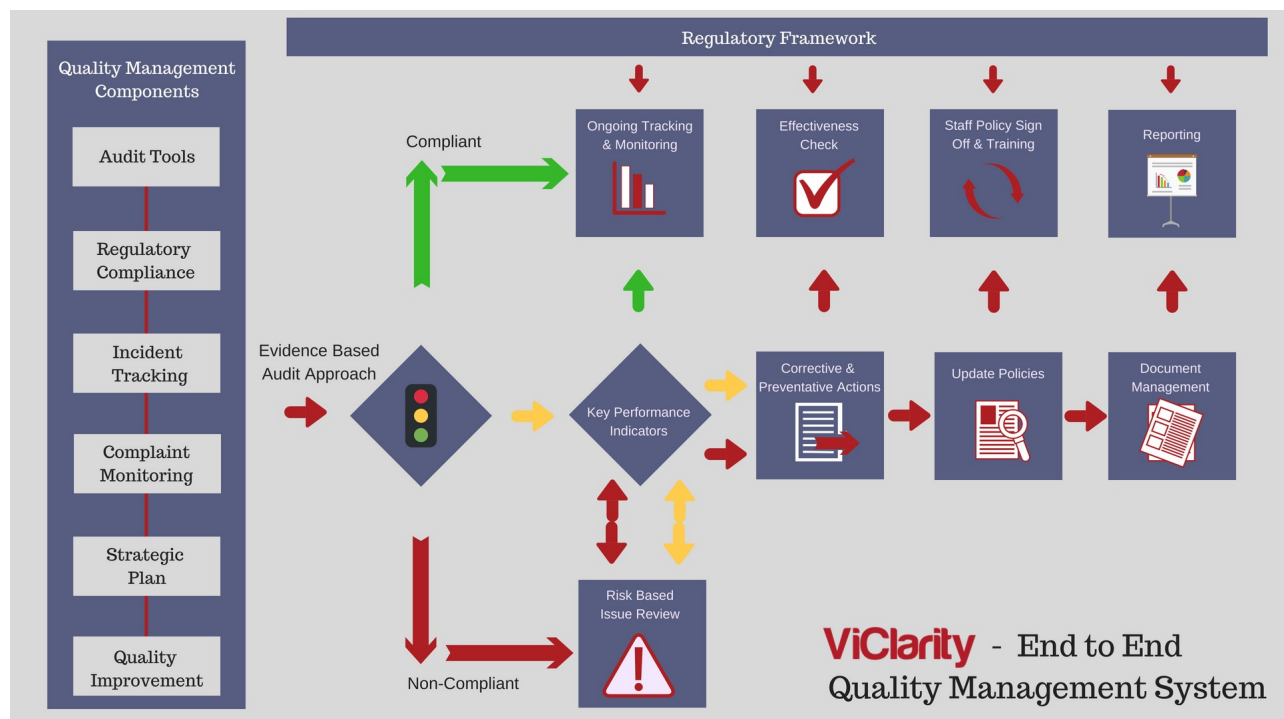 Regulatory Framework
Quality Management
Components
Audit Tools
Regulatory
Compliance
Incident
Tracking
Complaint
Monitoring
Strategic
Plan
Quality
Improvement
Evidence Based
Audit Approach
Compliant
Non-Compliant
Ongoing Tracking
& Monitoring
Effectiveness
Check
Staff Policy Sign
Off & Training
Reporting
Key Performance
Indicators
Corrective &
Preventative Actions
Update Policies
Document
Management
Risk Based
Issue Review
ViClarity - End to End
Quality Management System